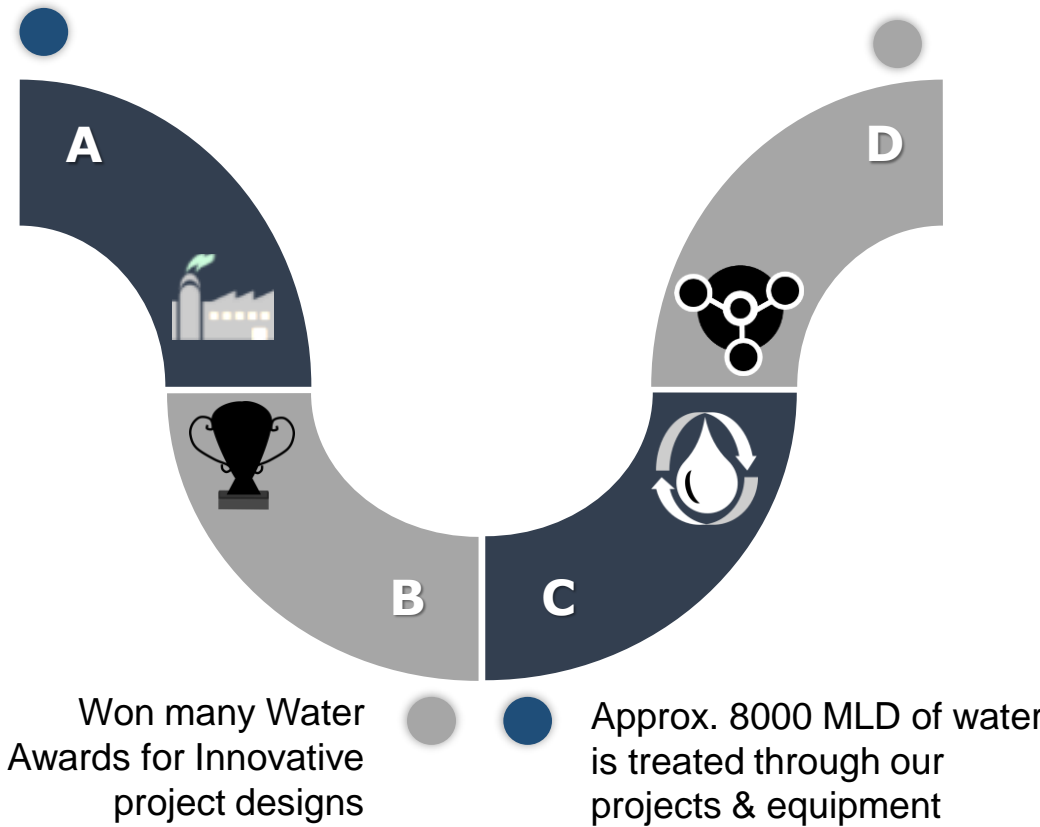 A
D
B
C
Won many Water
Awards for Innovative
project designs
Approx. 8000 MLD of water
is treated through our
projects & equipment